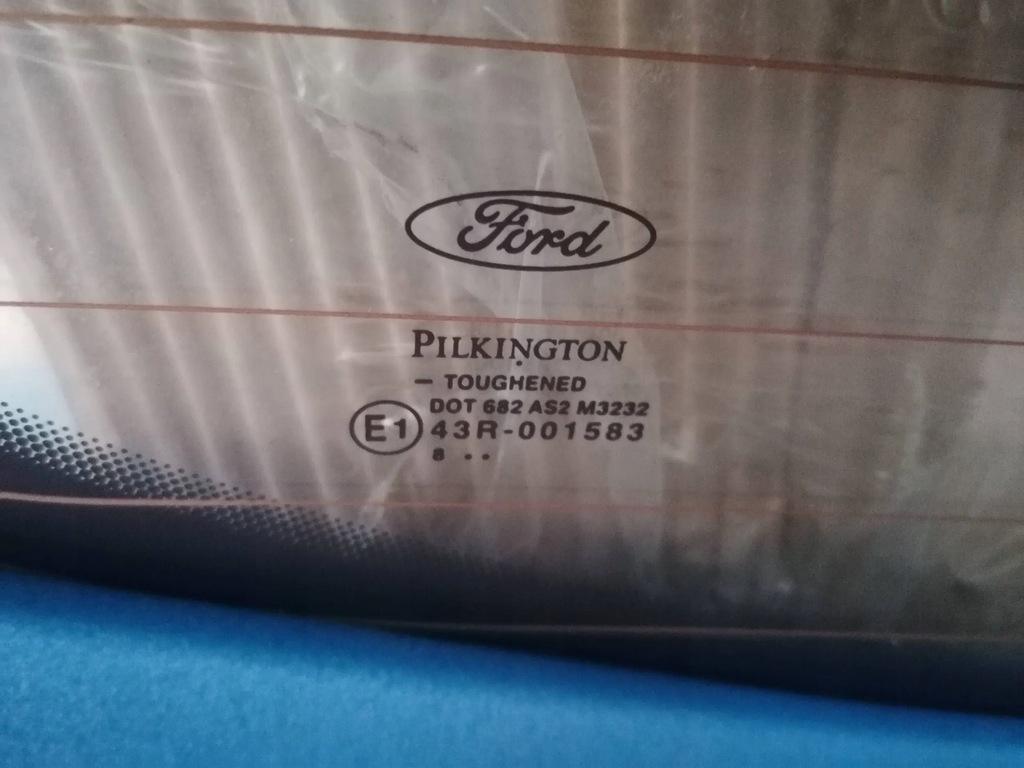 Ford
PILKINGTON
– TOUGHENED
DOT 682 AS2 M3232
E1 43R-001583
8 ..